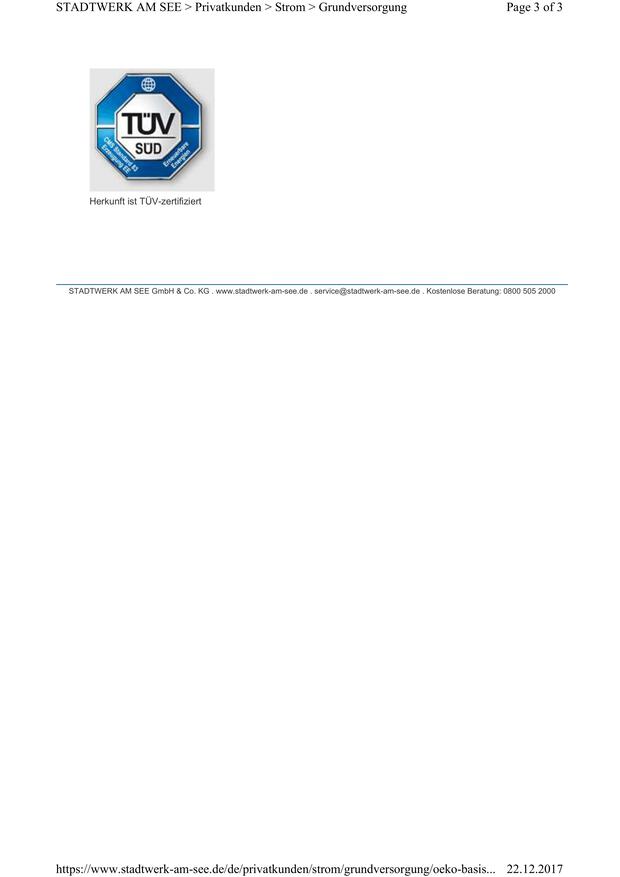 STADTWERK AM SEE > Privatkunden > Strom > Grundversorgung Page 3 of 3
TÜV
SÜD
CMS Standard 83
Erzeugung EE
Erneuerbare
Energien
Herkunft ist TÜV-zertifiziert
STADTWERK AM SEE GmbH & Co. KG . www.stadtwerk-am-see.de . service@stadtwerk-am-see.de . Kostenlose Beratung: 0800 505 2000
https://www.stadtwerk-am-see.de/de/privatkunden/strom/grundversorgung/oeko-basis... 22.12.2017